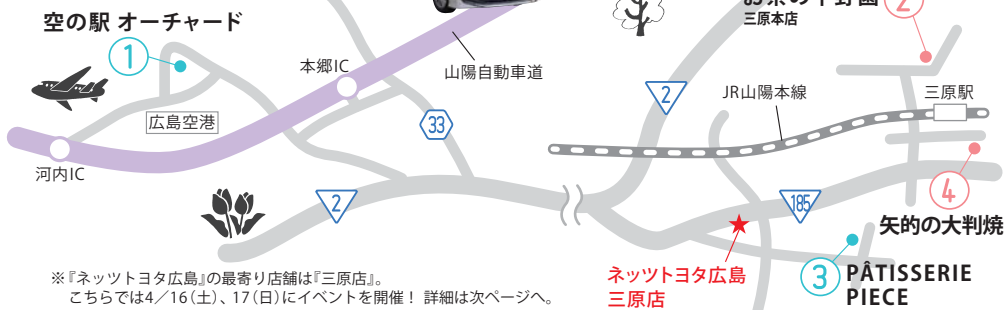 空の駅 オーチャード
1
三原本店
2
本郷IC
山陽自動車道
2
JR山陽本線
三原駅
広島空港
33
河内IC
2
185
4
矢的の大判焼
ネッツトヨタ広島
三原店
3
PÂTISSERIE
PIECE
※『ネッツトヨタ広島』の最寄り店舗は『三原店』。
こちらでは4／16(土)、17(日)にイベントを開催！ 詳細は次ページへ。